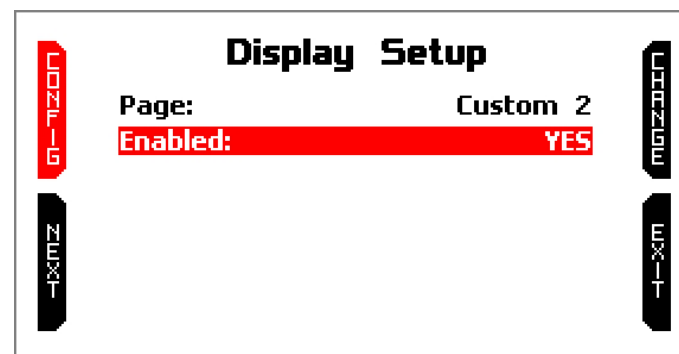 Display Setup
CONFIG
CHANGE
Page: Custom 2
Enabled: YES
NEXT
EXIT